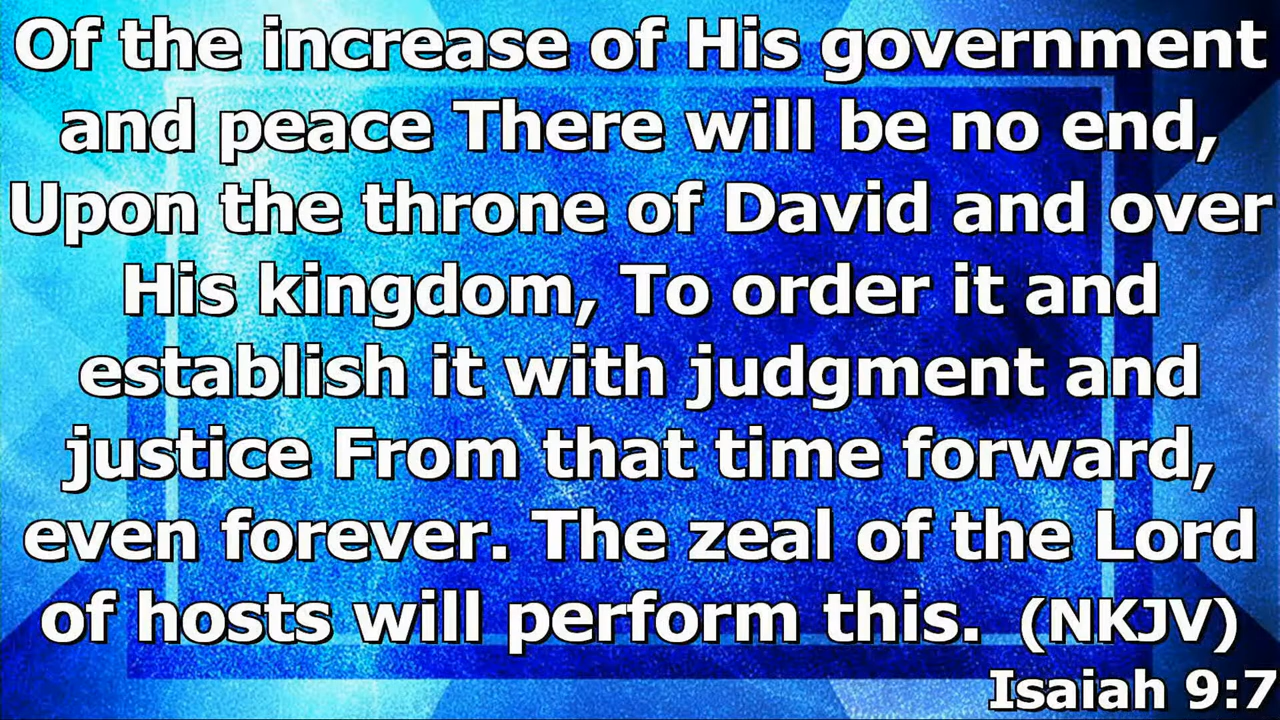 Of the increase of His government
and peace There will be no end,
Upon the throne of David and over
His kingdom, To order it and
establish it with judgment and
justice From that time forward,
even forever. The zeal of the Lord
of hosts will perform this. (NKJV)
Isaiah 9:7